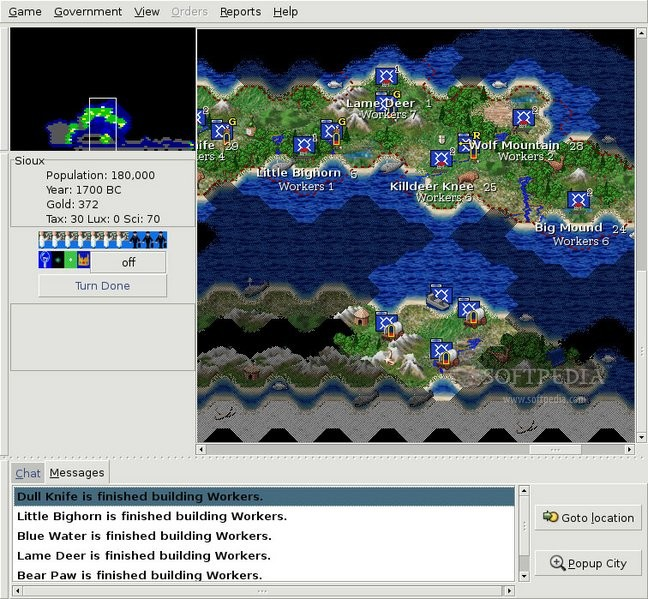 Game Government View Orders Reports Help
Sioux
Population: 180,000
Year: 1700 BC
Gold: 372
Tax: 30 Lux: 0 Sci: 70
off
Turn Done
Lame Deer 1
Workers 7
ife 29
ers 4
Little Bighorn 6
Workers 1
Wolf Mountain 28
Workers 2
Killdeer Knee 25
Big Mound 24
Workers 6
SOFTPEDIA
www.softpedia.com
Chat Messages
Dull Knife is finished building Workers.
Little Bighorn is finished building Workers.
Blue Water is finished building Workers.
Lame Deer is finished building Workers.
Bear Paw is finished building Workers.
Goto location
Popup City